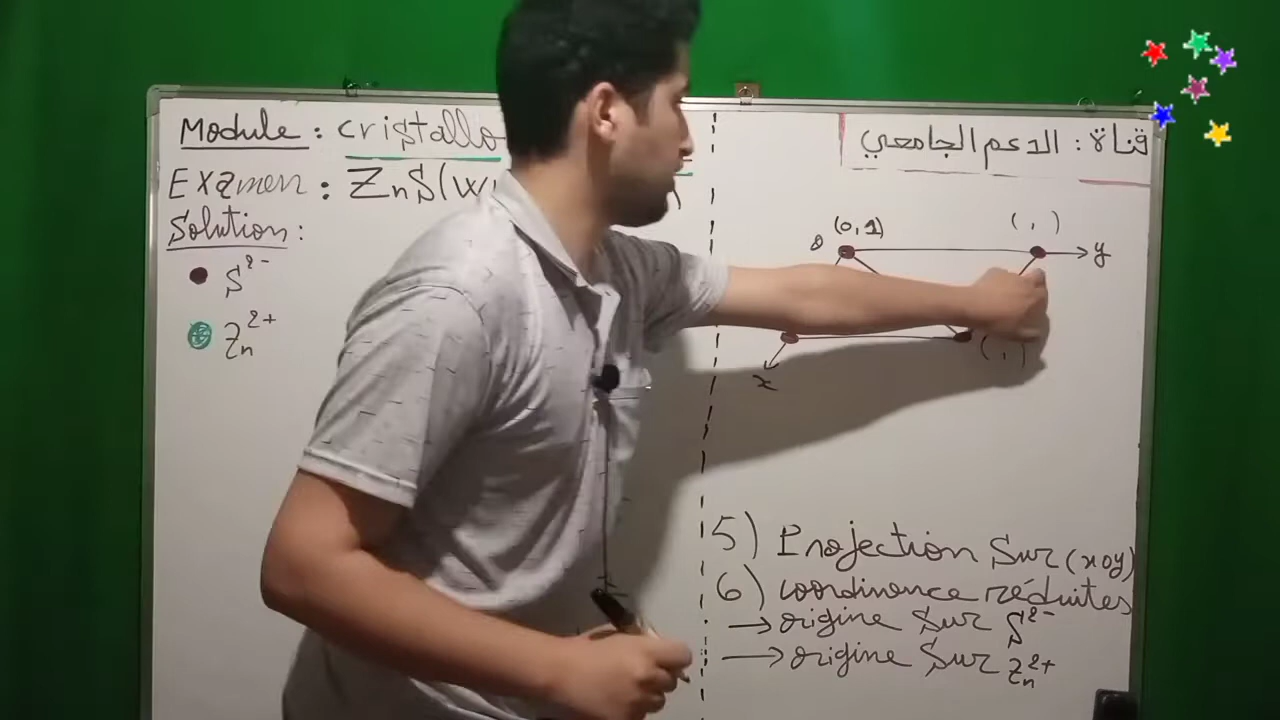 Module : cristallo
Examen : ZnS(w
Solution :
S²⁻
Zn²⁺
قناة : الدعم الجامعي
(0,1)
( , )
y
( , )
x
5) Projection Sur (xoy)
6) coordinence réduites
→ origine Sur S²⁻
→ origine Sur Zn²⁺